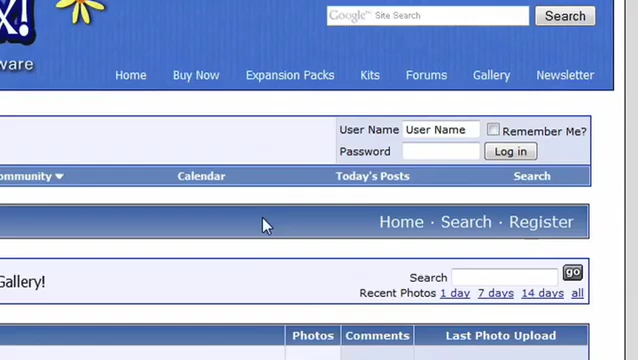 x!
ware
Google™ Site Search Search
Home Buy Now Expansion Packs Kits Forums Gallery Newsletter
User Name User Name Remember Me?
Password Log in
ommunity Calendar Today's Posts Search
Home · Search · Register
Gallery! Search go
Recent Photos 1 day 7 days 14 days all
Photos Comments Last Photo Upload